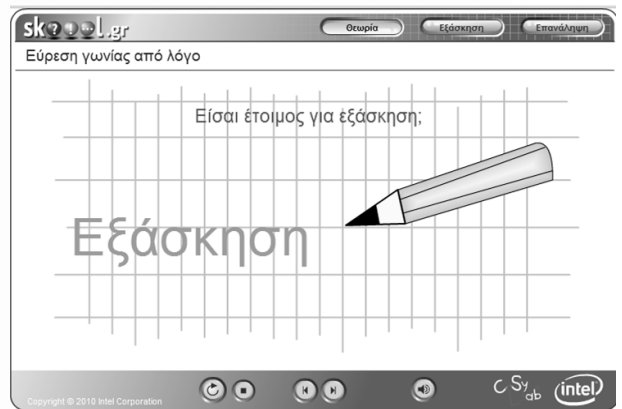 skool.gr
Θεωρία
Εξάσκηση
Επανάληψη
Εύρεση γωνίας από λόγο
Είσαι έτοιμος για εξάσκηση;
Εξάσκηση
Copyright © 2010 Intel Corporation
intel